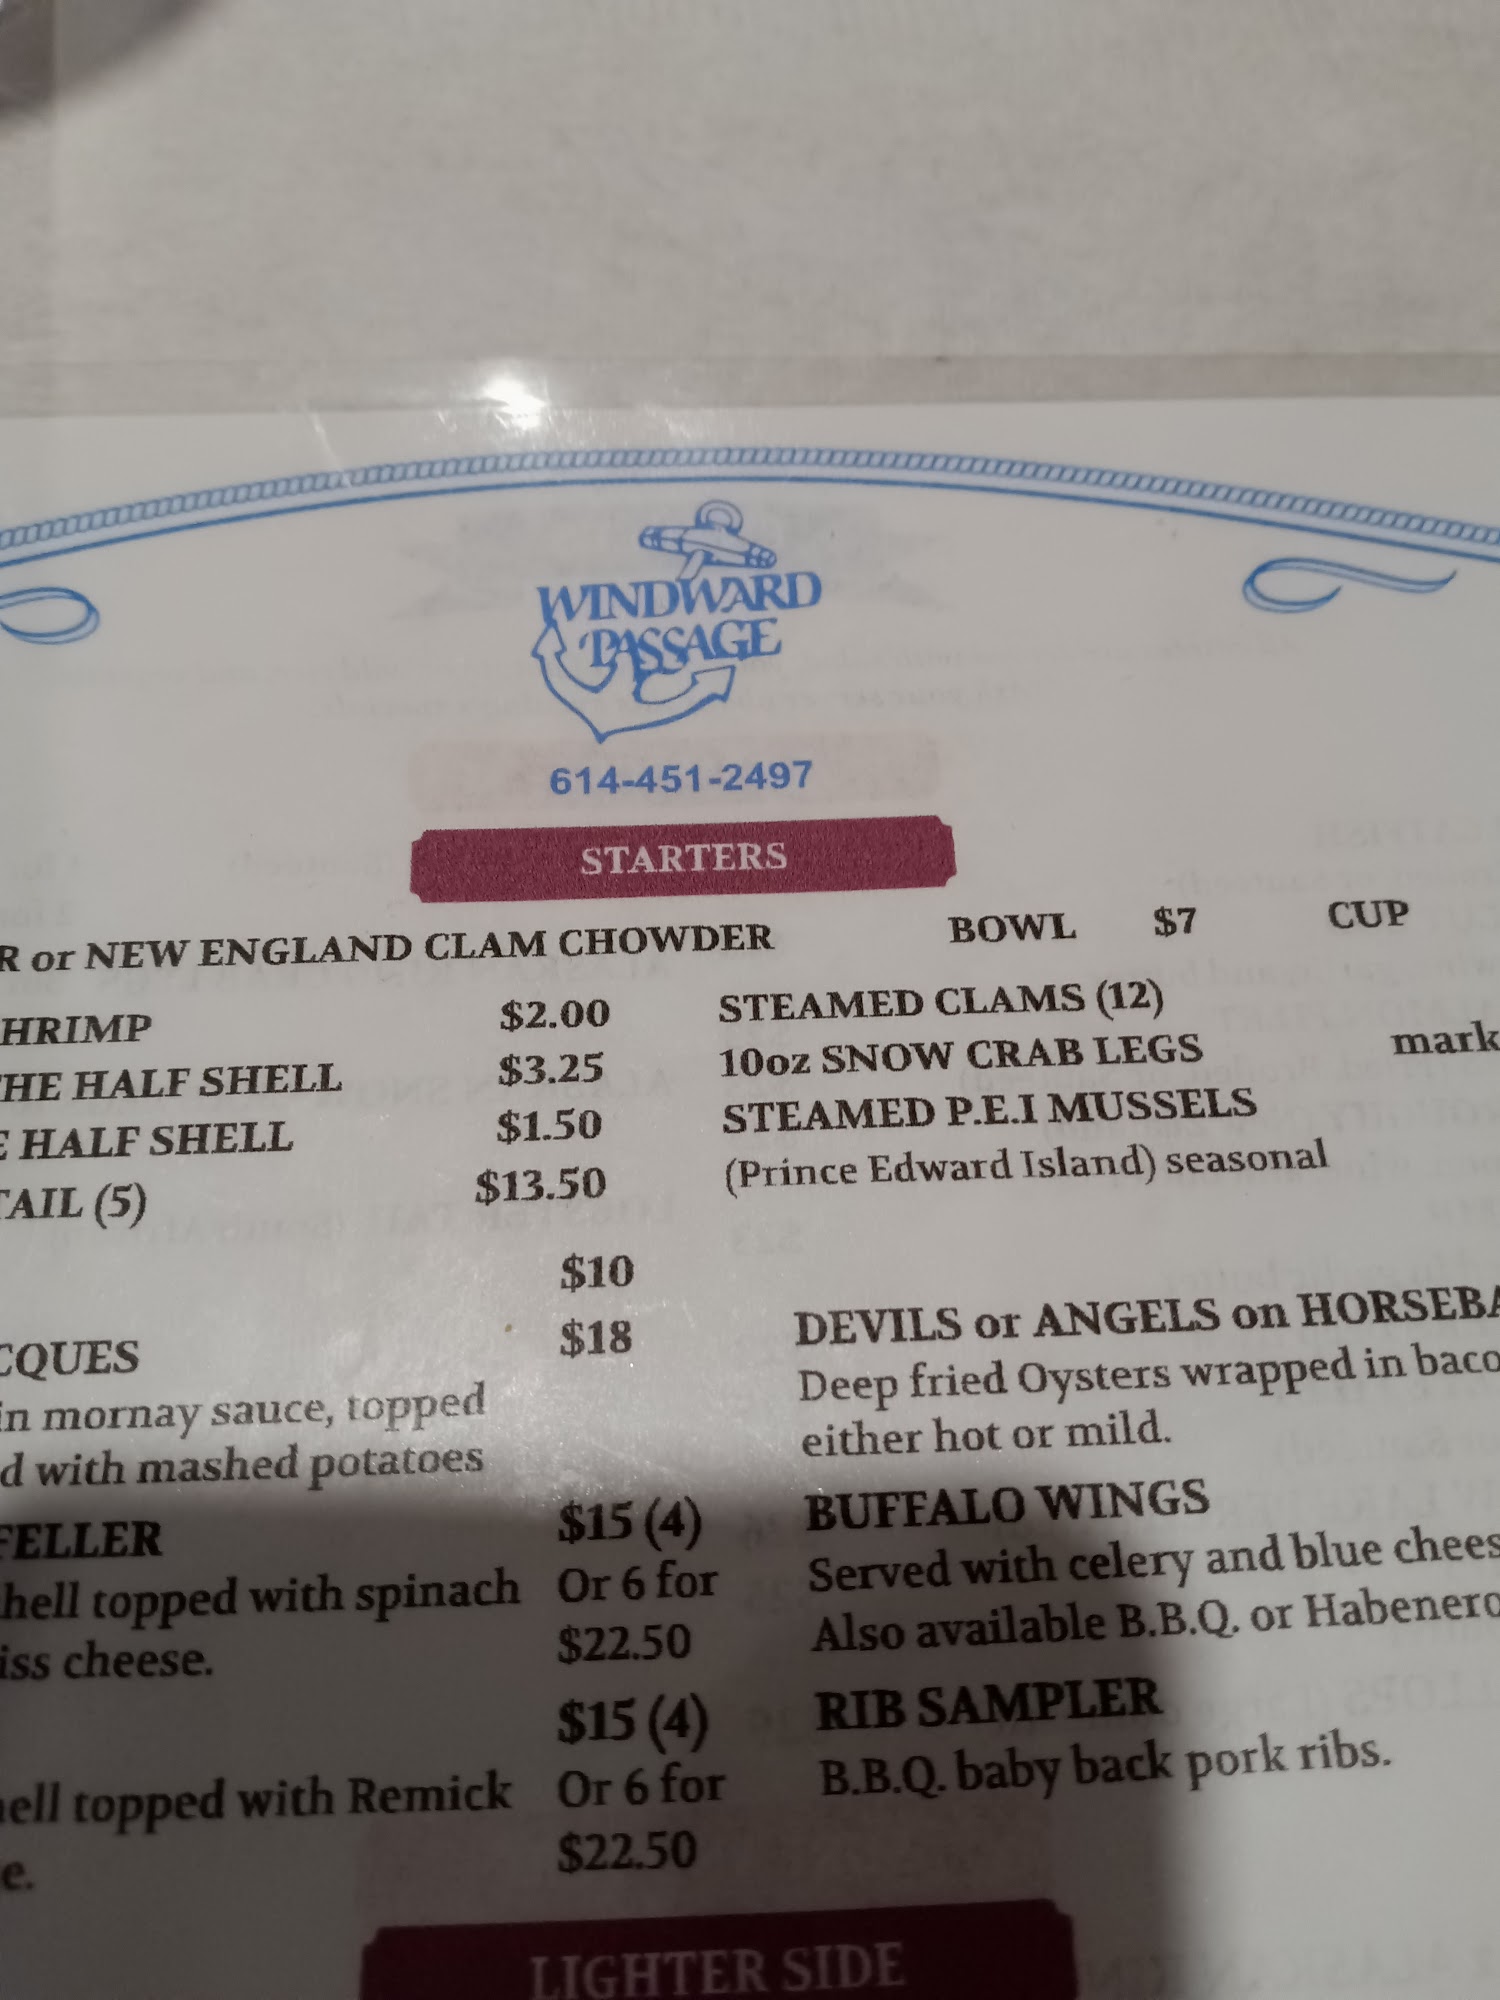 WINDWARD
PASSAGE
614-451-2497
STARTERS
R or NEW ENGLAND CLAM CHOWDER BOWL $7 CUP
HRIMP $2.00
HE HALF SHELL $3.25
E HALF SHELL $1.50
TAIL (5) $13.50
$10
CQUES $18
in mornay sauce, topped
d with mashed potatoes
FELLER $15 (4)
hell topped with spinach Or 6 for
iss cheese. $22.50
$15 (4)
ell topped with Remick Or 6 for
e. $22.50
STEAMED CLAMS (12)
10oz SNOW CRAB LEGS mark
STEAMED P.E.I MUSSELS
(Prince Edward Island) seasonal
DEVILS or ANGELS on HORSEBA
Deep fried Oysters wrapped in baco
either hot or mild.
BUFFALO WINGS
Served with celery and blue chees
Also available B.B.Q. or Habenero
RIB SAMPLER
B.B.Q. baby back pork ribs.
LIGHTER SIDE